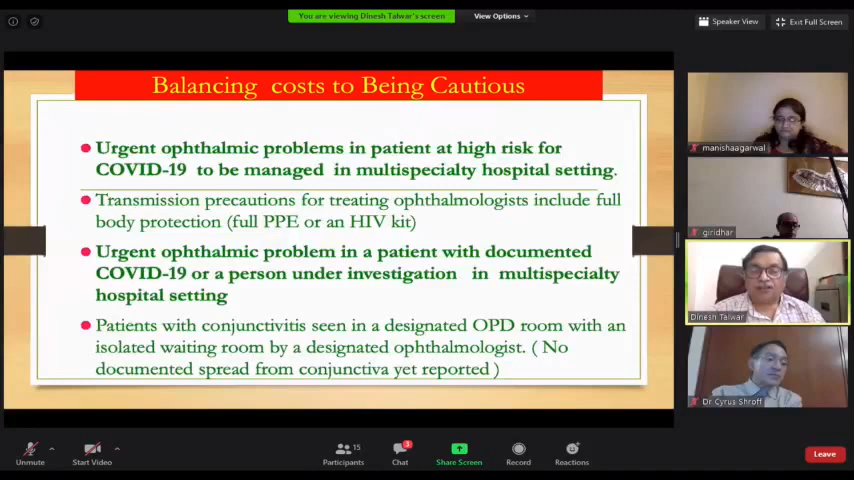 You are viewing Dinesh Talwar's screen
View Options
Speaker View
Exit Full Screen
Balancing costs to Being Cautious
Urgent ophthalmic problems in patient at high risk for
COVID-19 to be managed in multispecialty hospital setting.
Transmission precautions for treating ophthalmologists include full
body protection (full PPE or an HIV kit)
Urgent ophthalmic problem in a patient with documented
COVID-19 or a person under investigation in multispecialty
hospital setting
Patients with conjunctivitis seen in a designated OPD room with an
isolated waiting room by a designated ophthalmologist. ( No
documented spread from conjunctiva yet reported )
manishaagarwal
giridhar
Dinesh Talwar
Dr Cyrus Shroff
Unmute
Start Video
15
Participants
3
Chat
Share Screen
Record
Reactions
Leave